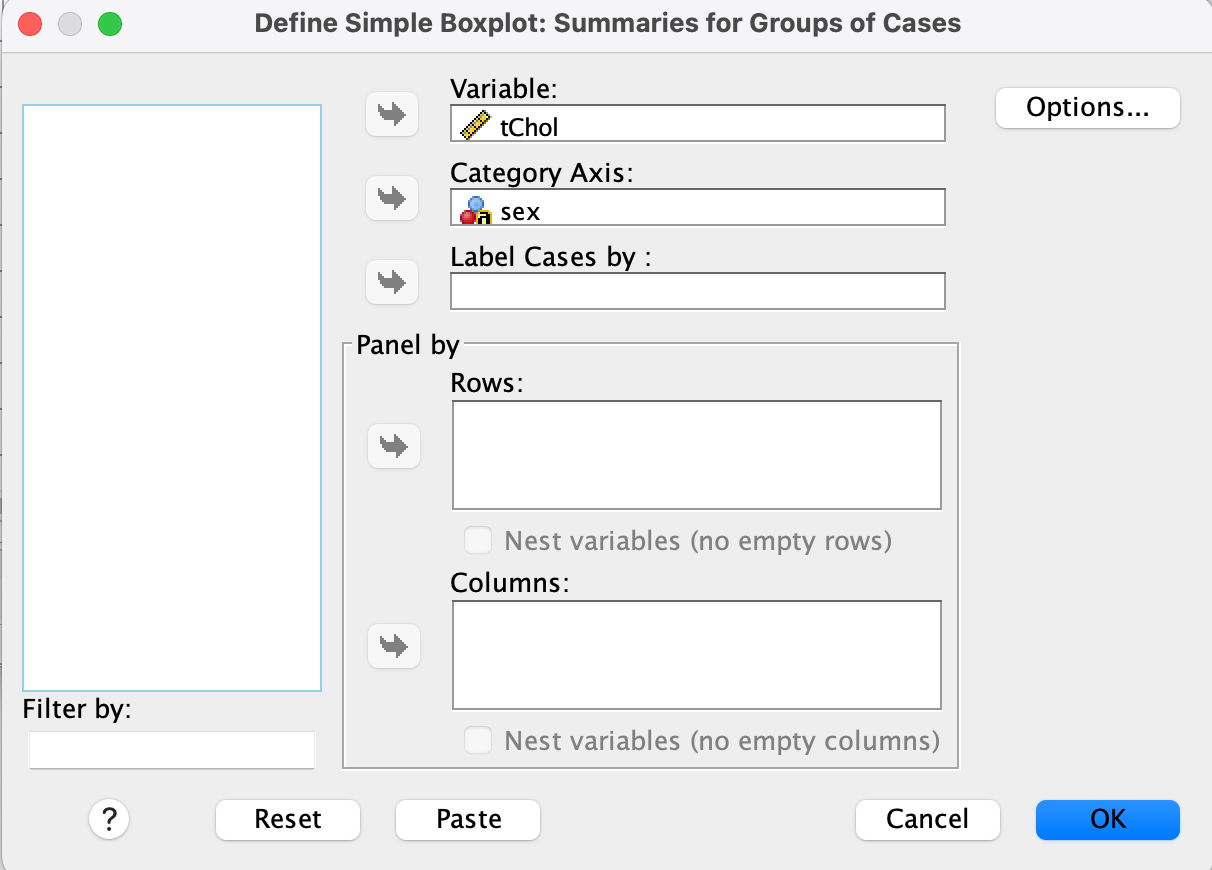 Define Simple Boxplot: Summaries for Groups of Cases
Variable:
tChol
Options...
Category Axis:
a sex
Label Cases by :
Panel by
Rows:
Nest variables (no empty rows)
Columns:
Nest variables (no empty columns)
Filter by:
?
Reset
Paste
Cancel
OK